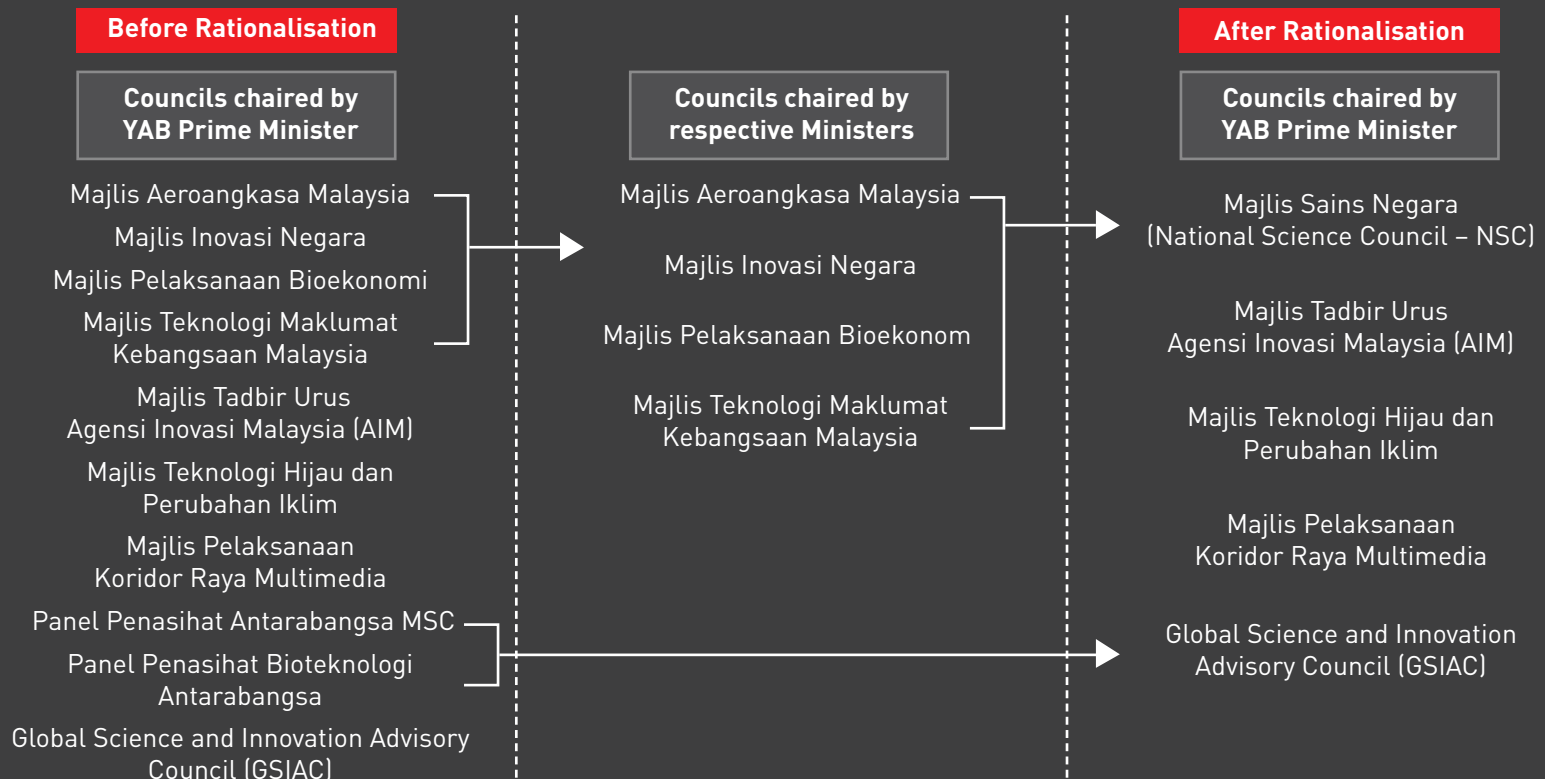 Before Rationalisation
Councils chaired by
YAB Prime Minister
Majlis Aeroangkasa Malaysia
Majlis Inovasi Negara
Majlis Pelaksanaan Bioekonomi
Majlis Teknologi Maklumat
Kebangsaan Malaysia
Majlis Tadbir Urus
Agensi Inovasi Malaysia (AIM)
Majlis Teknologi Hijau dan
Perubahan Iklim
Majlis Pelaksanaan
Koridor Raya Multimedia
Panel Penasihat Antarabangsa MSC
Panel Penasihat Bioteknologi
Antarabangsa
Global Science and Innovation Advisory
Council (GSIAC)
Councils chaired by
respective Ministers
Majlis Aeroangkasa Malaysia
Majlis Inovasi Negara
Majlis Pelaksanaan Bioekonom
Majlis Teknologi Maklumat
Kebangsaan Malaysia
After Rationalisation
Councils chaired by
YAB Prime Minister
Majlis Sains Negara
(National Science Council – NSC)
Majlis Tadbir Urus
Agensi Inovasi Malaysia (AIM)
Majlis Teknologi Hijau dan
Perubahan Iklim
Majlis Pelaksanaan
Koridor Raya Multimedia
Global Science and Innovation
Advisory Council (GSIAC)